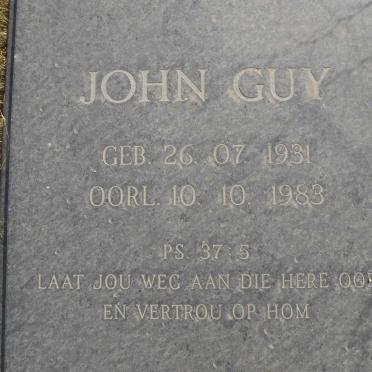 JOHN GUY
GEB. 26. 07. 1931
OORL. 10. 10. 1983
PS. 37:5
LAAT JOU WEG AAN DIE HERE
EN VERTROU OP HOM